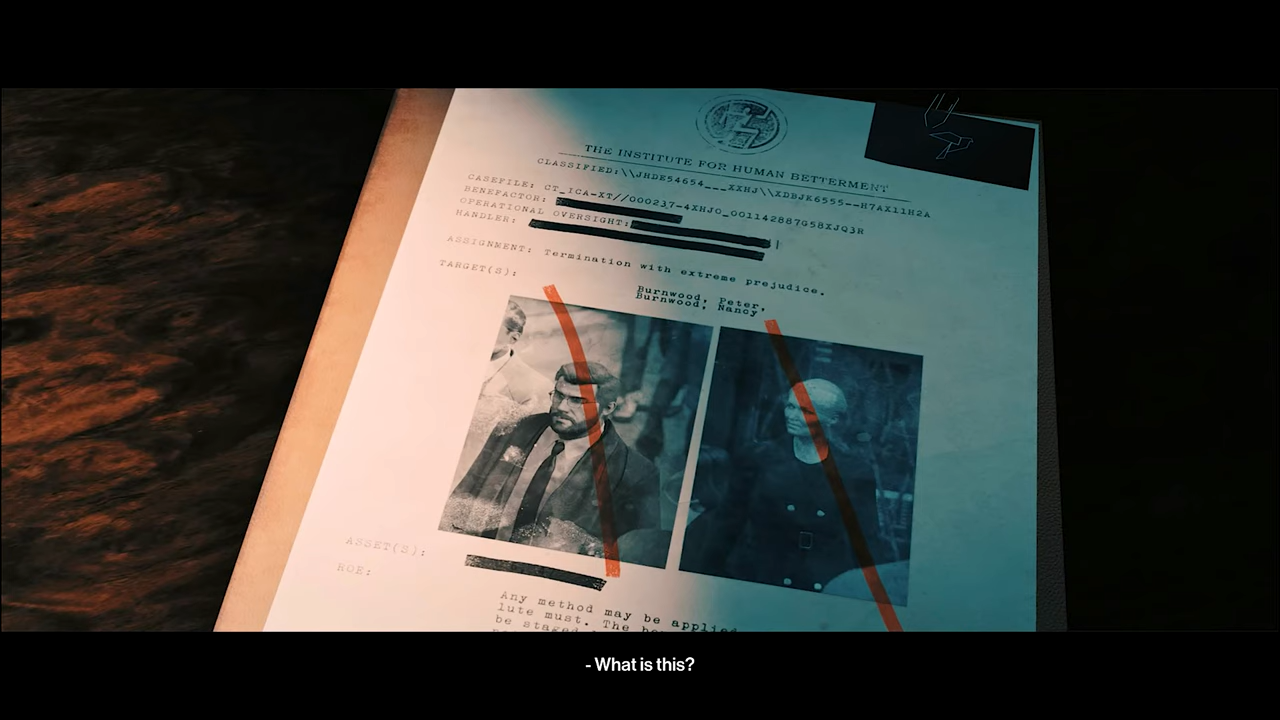 THE INSTITUTE FOR HUMAN BETTERMENT
CLASSIFIED:\\JHDE54654___XXHJ\\XDBJK6555--H7AX11H2A
CASEFILE: CT_ICA-XT//000237-4XHJO_001142887G58XJQ3R
BENEFACTOR:
OPERATIONAL OVERSIGHT:
HANDLER:
ASSIGNMENT: Termination with extreme prejudice.
TARGET(S):
Burnwood, Peter,
Burnwood, Nancy
ASSET(S):
ROE:
Any method may be applied
lute must. The
be staged
- What is this?